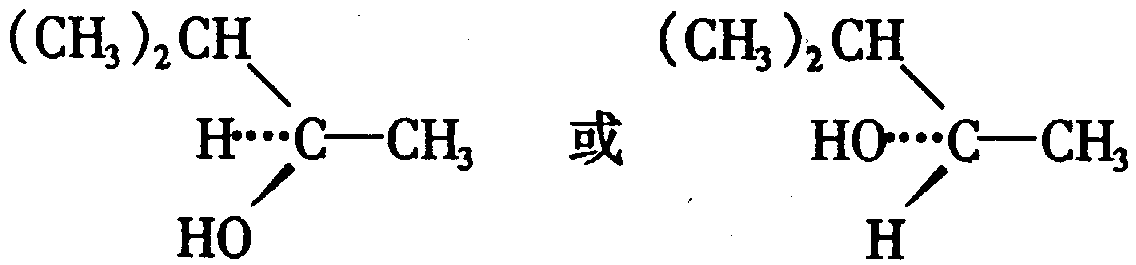 (CH₃)₂CH (CH₃)₂CH
H····C—CH₃ 或 HO····C—CH₃
HO H